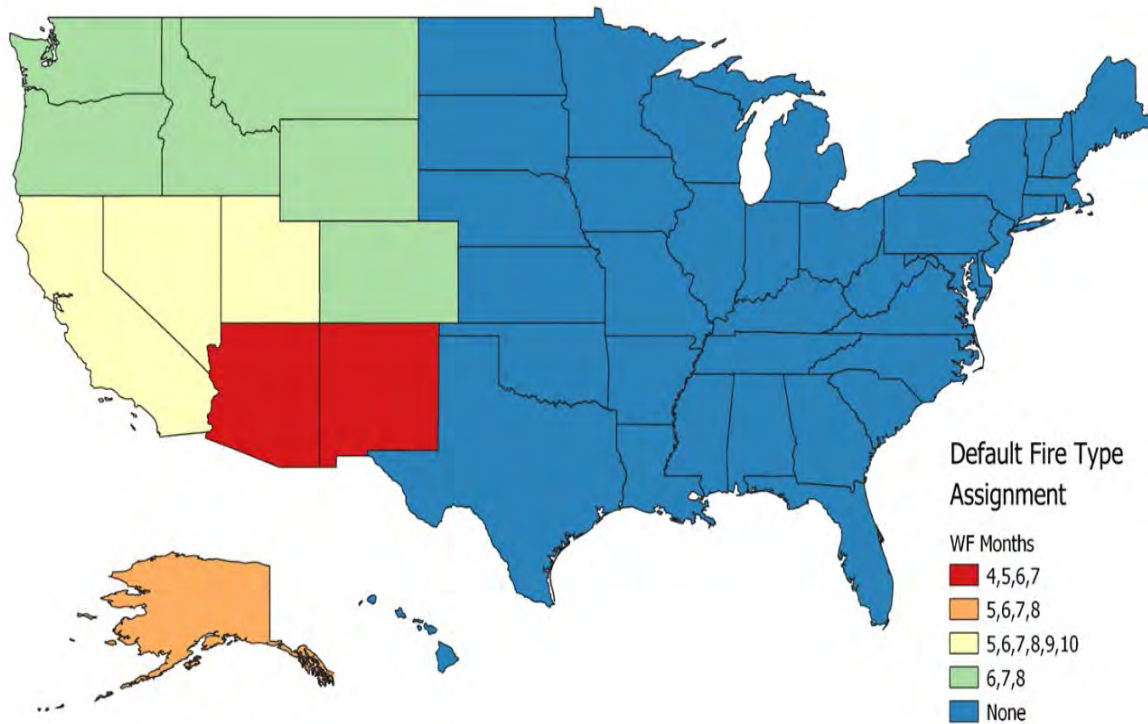 Default Fire Type
Assignment
WF Months
4,5,6,7
5,6,7,8
5,6,7,8,9,10
6,7,8
None